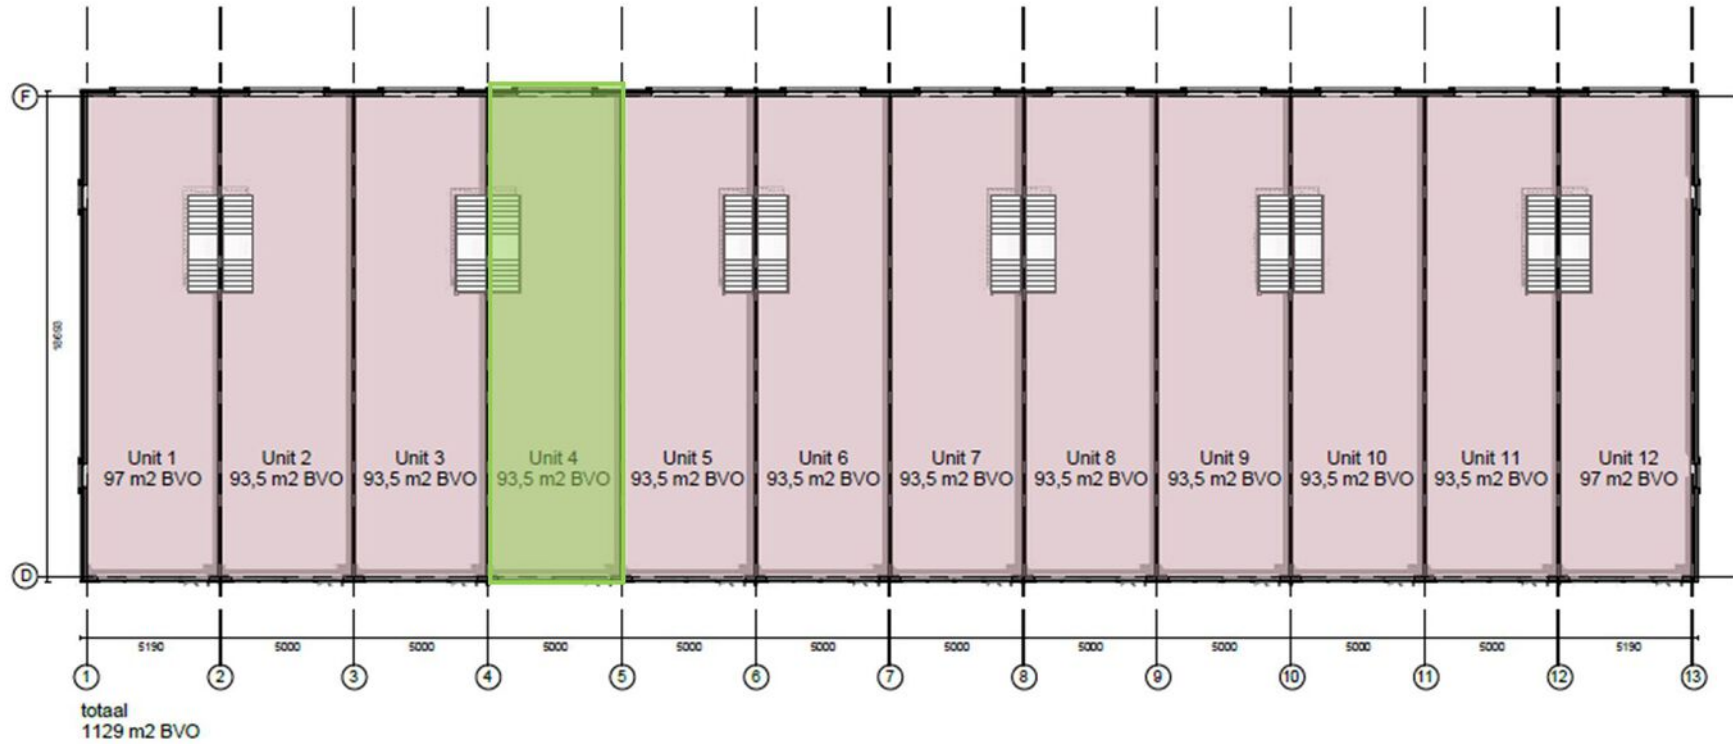 F
18693
Unit 1
97 m2 BVO
Unit 2
93,5 m2 BVO
Unit 3
93,5 m2 BVO
Unit 4
93,5 m2 BVO
Unit 5
93,5 m2 BVO
Unit 6
93,5 m2 BVO
Unit 7
93,5 m2 BVO
Unit 8
93,5 m2 BVO
Unit 9
93,5 m2 BVO
Unit 10
93,5 m2 BVO
Unit 11
93,5 m2 BVO
Unit 12
97 m2 BVO
D
5190 5000 5000 5000 5000 5000 5000 5000 5000 5000 5000 5190
1 2 3 4 5 6 7 8 9 10 11 12 13
totaal
1129 m2 BVO